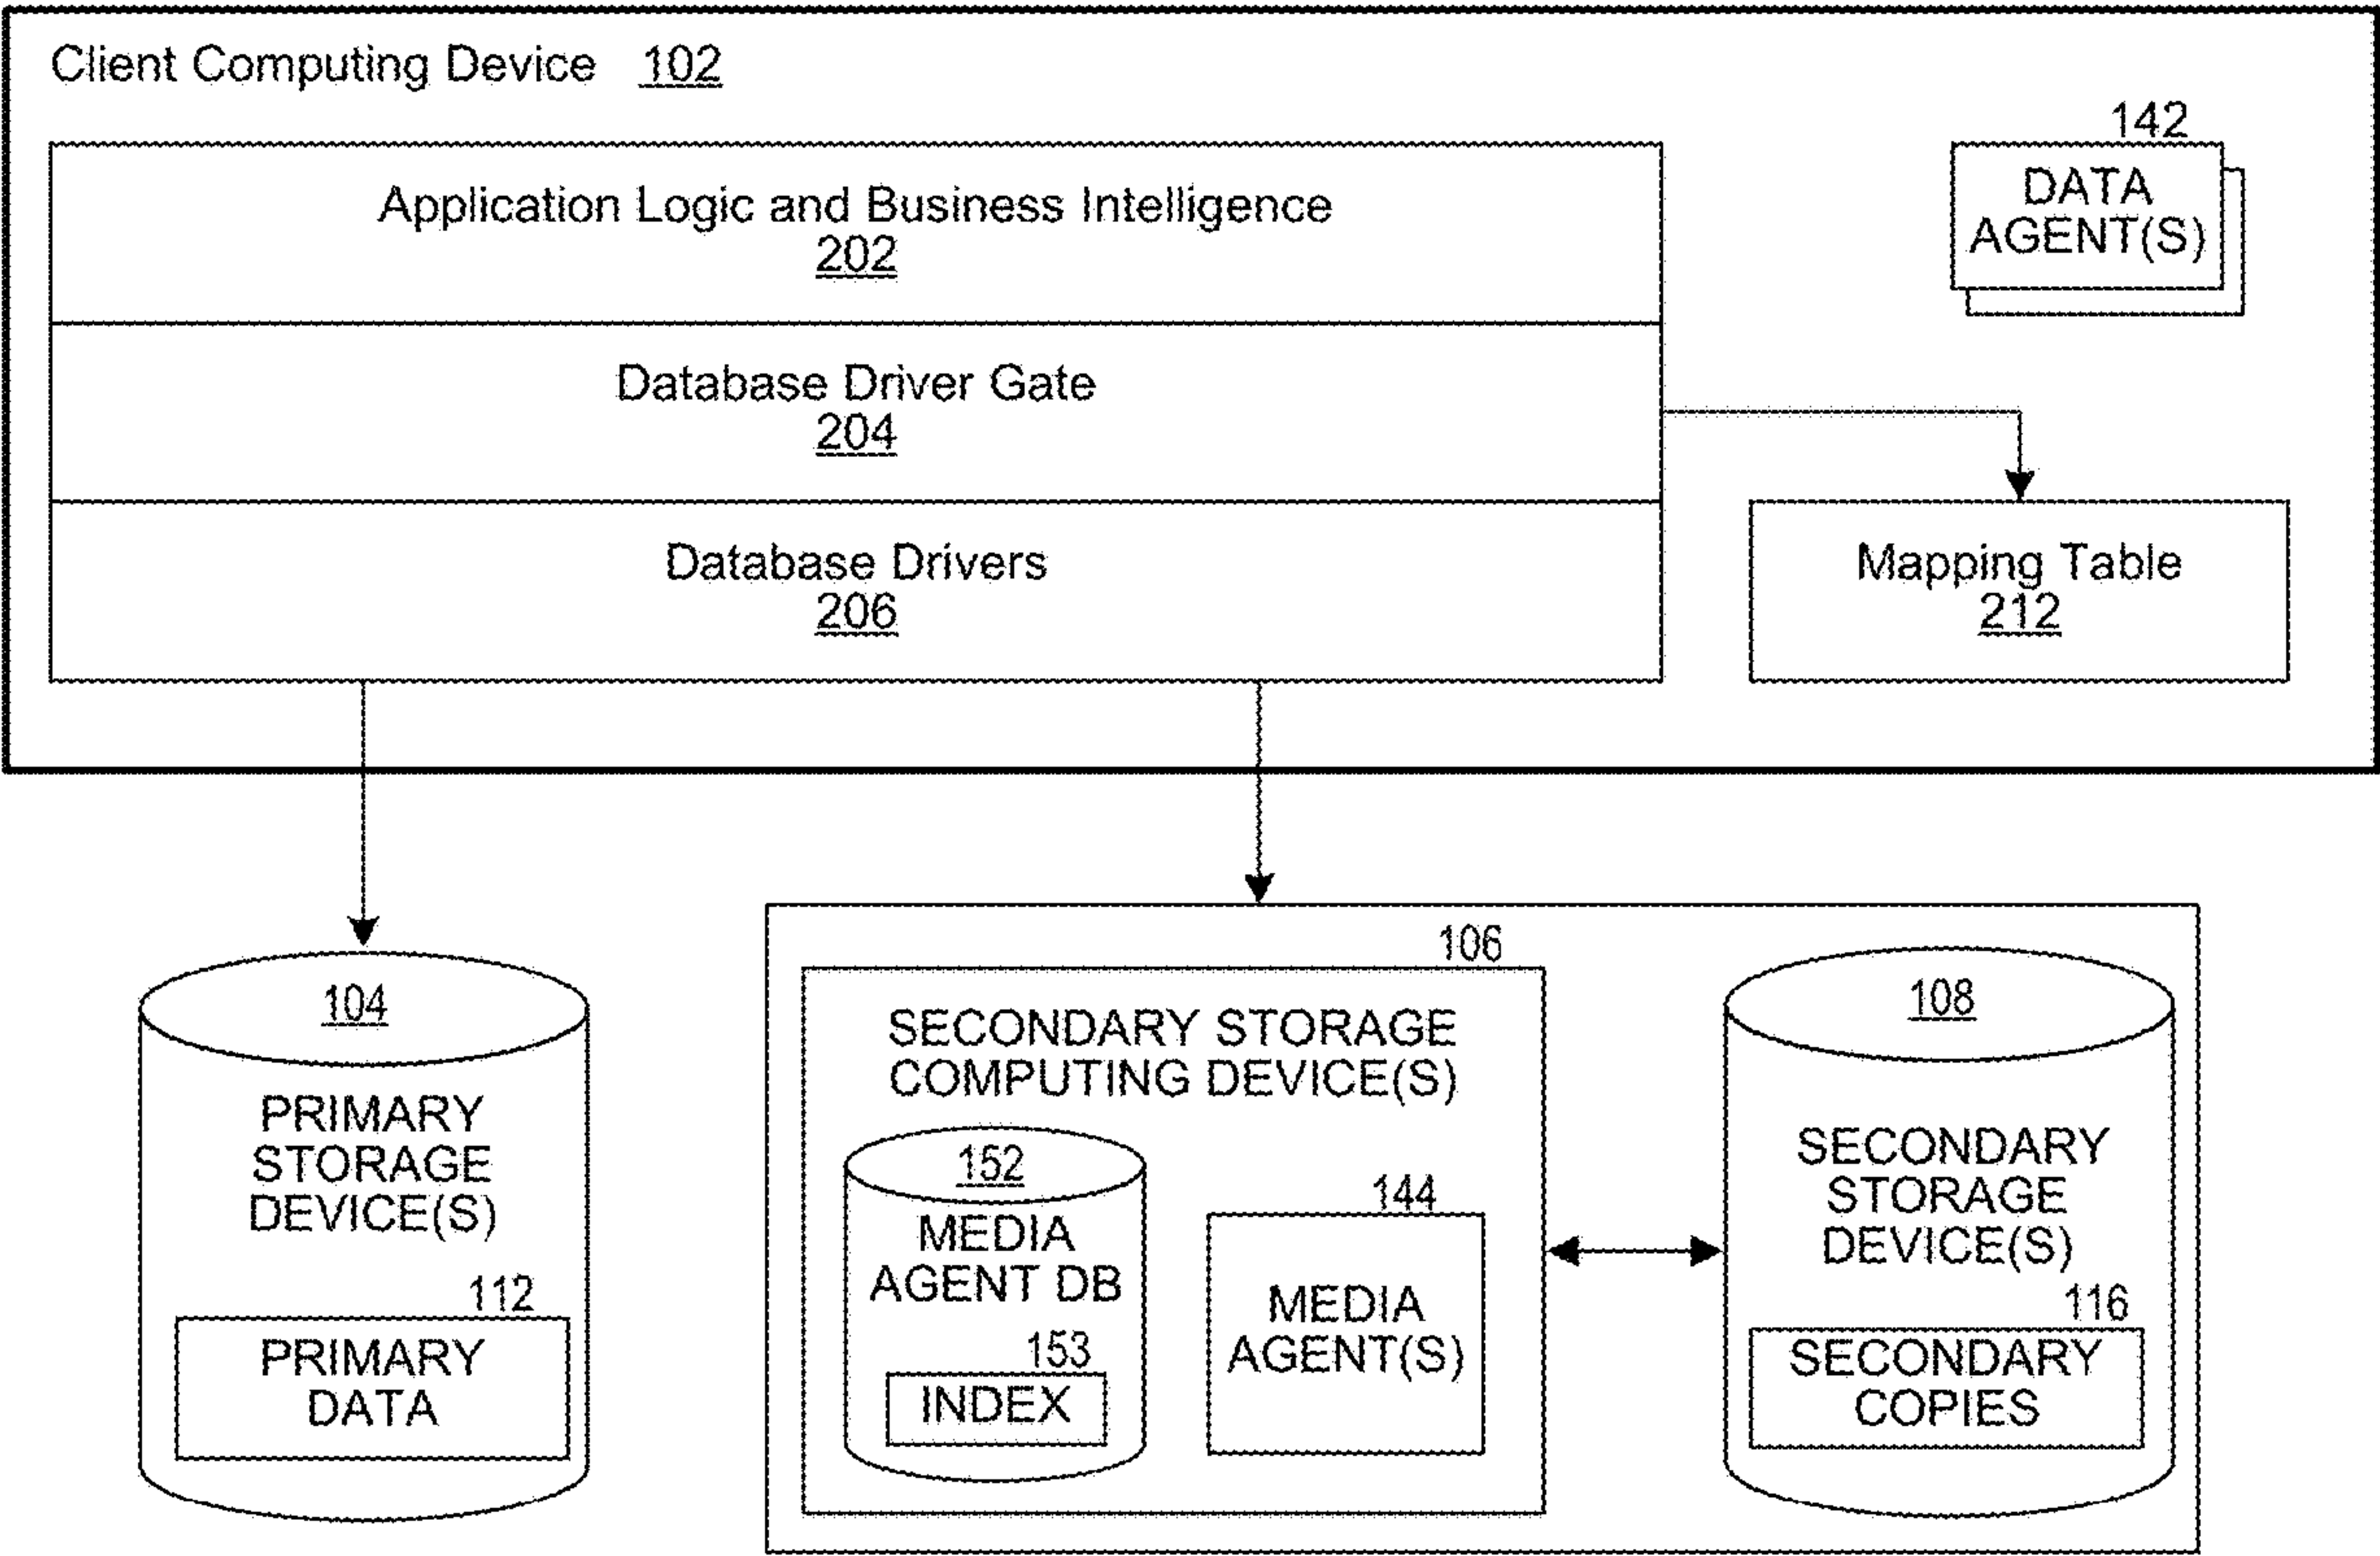 Client Computing Device 102
142
DATA
AGENT(S)
Application Logic and Business Intelligence
202
Database Driver Gate
204
Database Drivers
206
Mapping Table
212
104
PRIMARY
STORAGE
DEVICE(S)
112
PRIMARY
DATA
106
SECONDARY STORAGE
COMPUTING DEVICE(S)
152
MEDIA
AGENT DB
153
INDEX
144
MEDIA
AGENT(S)
108
SECONDARY
STORAGE
DEVICE(S)
116
SECONDARY
COPIES